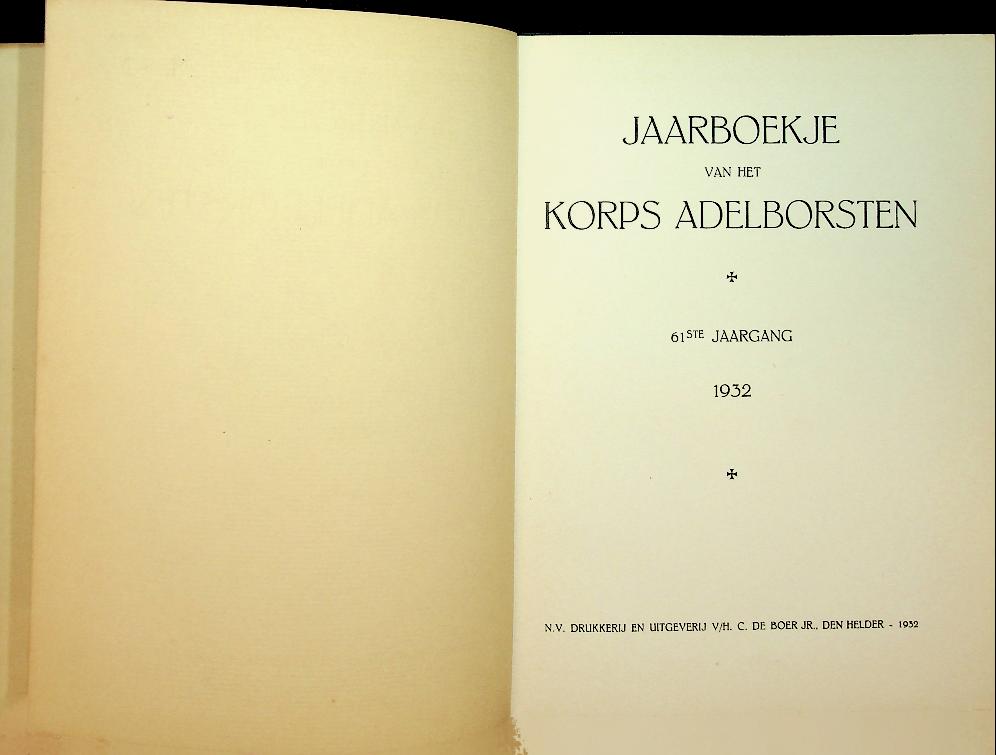 JAARBOEKJE
VAN HET
KORPS ADELBORSTEN
61STE JAARGANG
1932
N.V. DRUKKERIJ EN UITGEVERIJ V/H. C. DE BOER JR., DEN HELDER - 1932